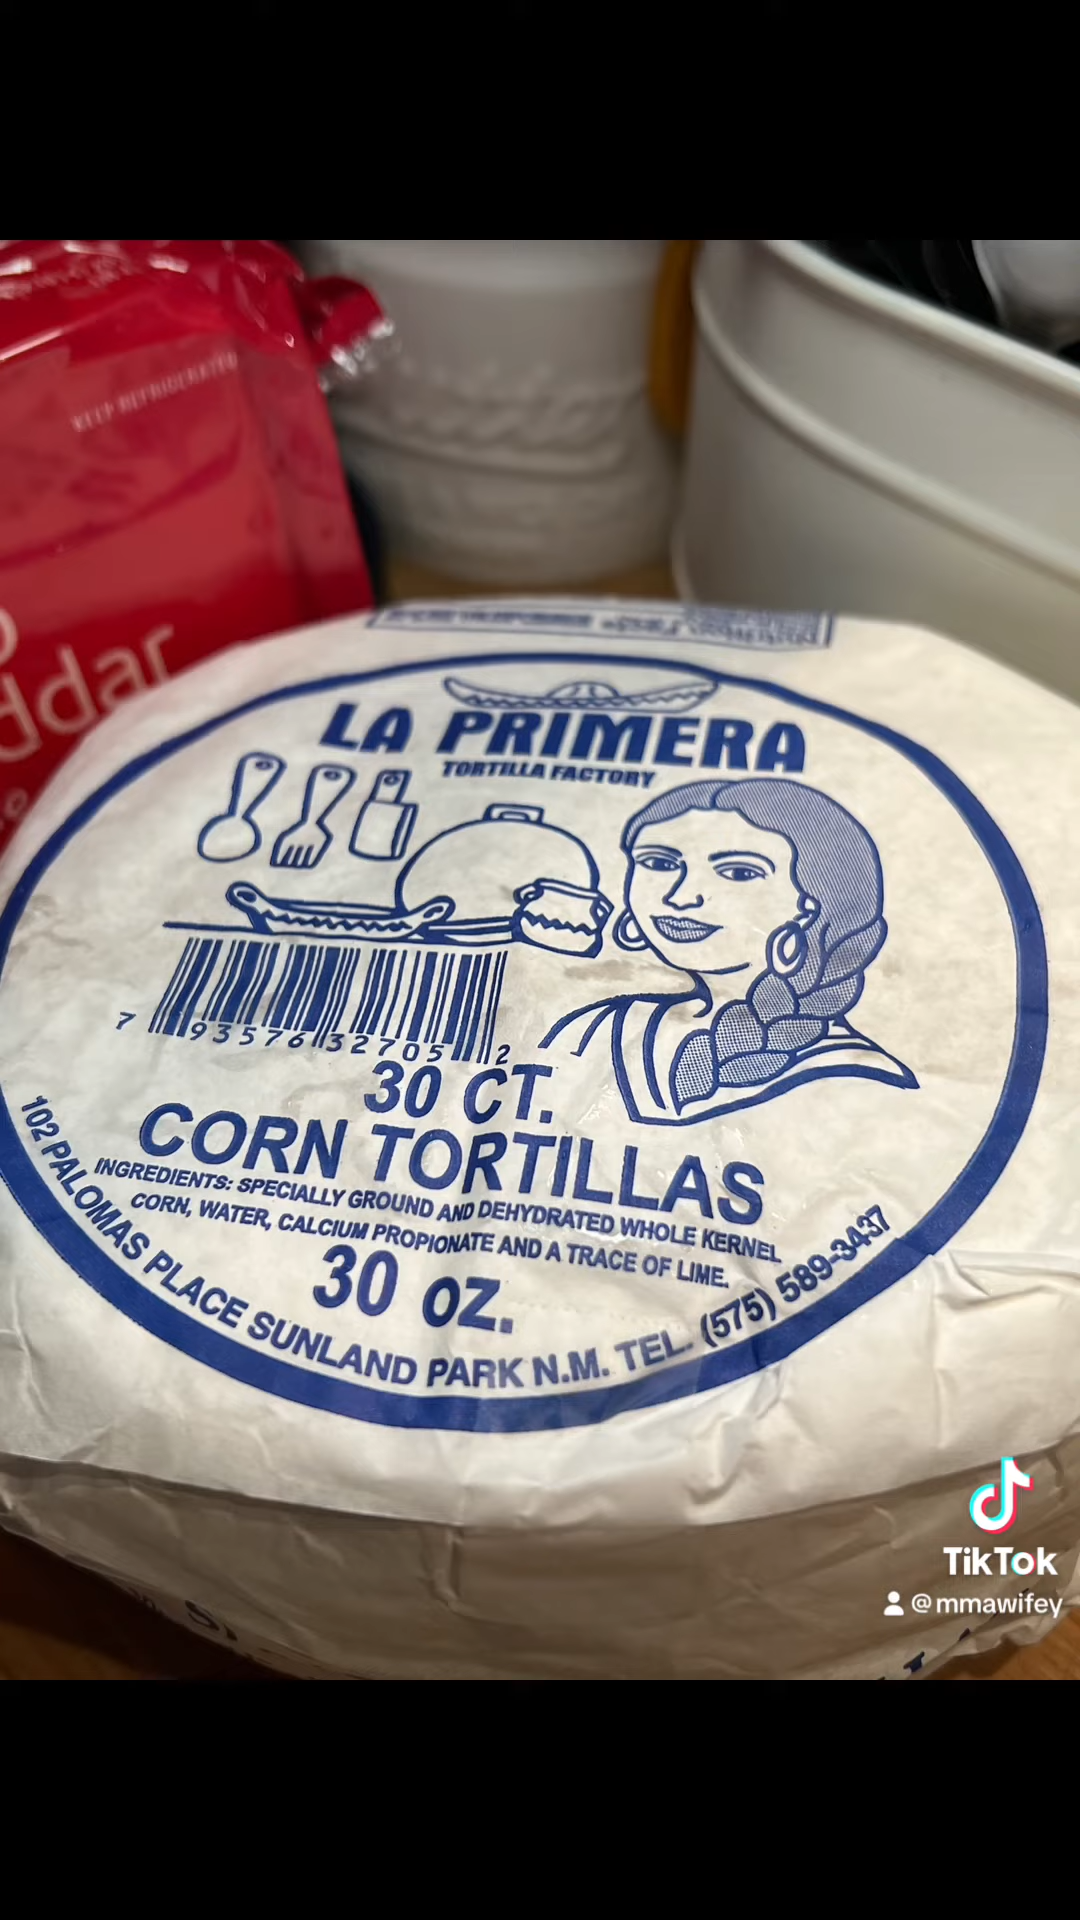 KEEP REFRIGERATED
ddar
LA PRIMERA
TORTILLA FACTORY
7 93576 32705 2
30 CT.
CORN TORTILLAS
INGREDIENTS: SPECIALLY GROUND AND DEHYDRATED WHOLE KERNEL
CORN, WATER, CALCIUM PROPIONATE AND A TRACE OF LIME.
30 OZ.
102 PALOMAS PLACE SUNLAND PARK N.M. TEL. (575) 589-3437
TikTok
@mmawifey